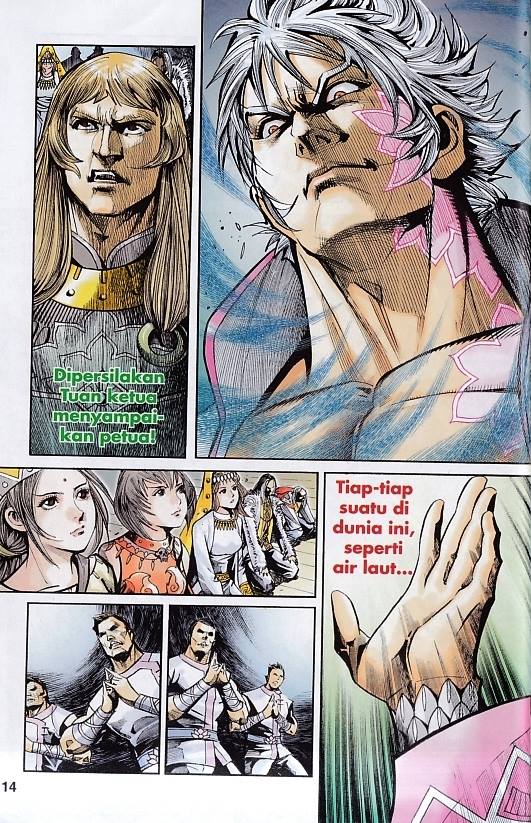 Dipersilakan
Tuan ketua
menyampai-
kan petua!
Tiap-tiap
suatu di
dunia ini,
seperti
air laut...
14